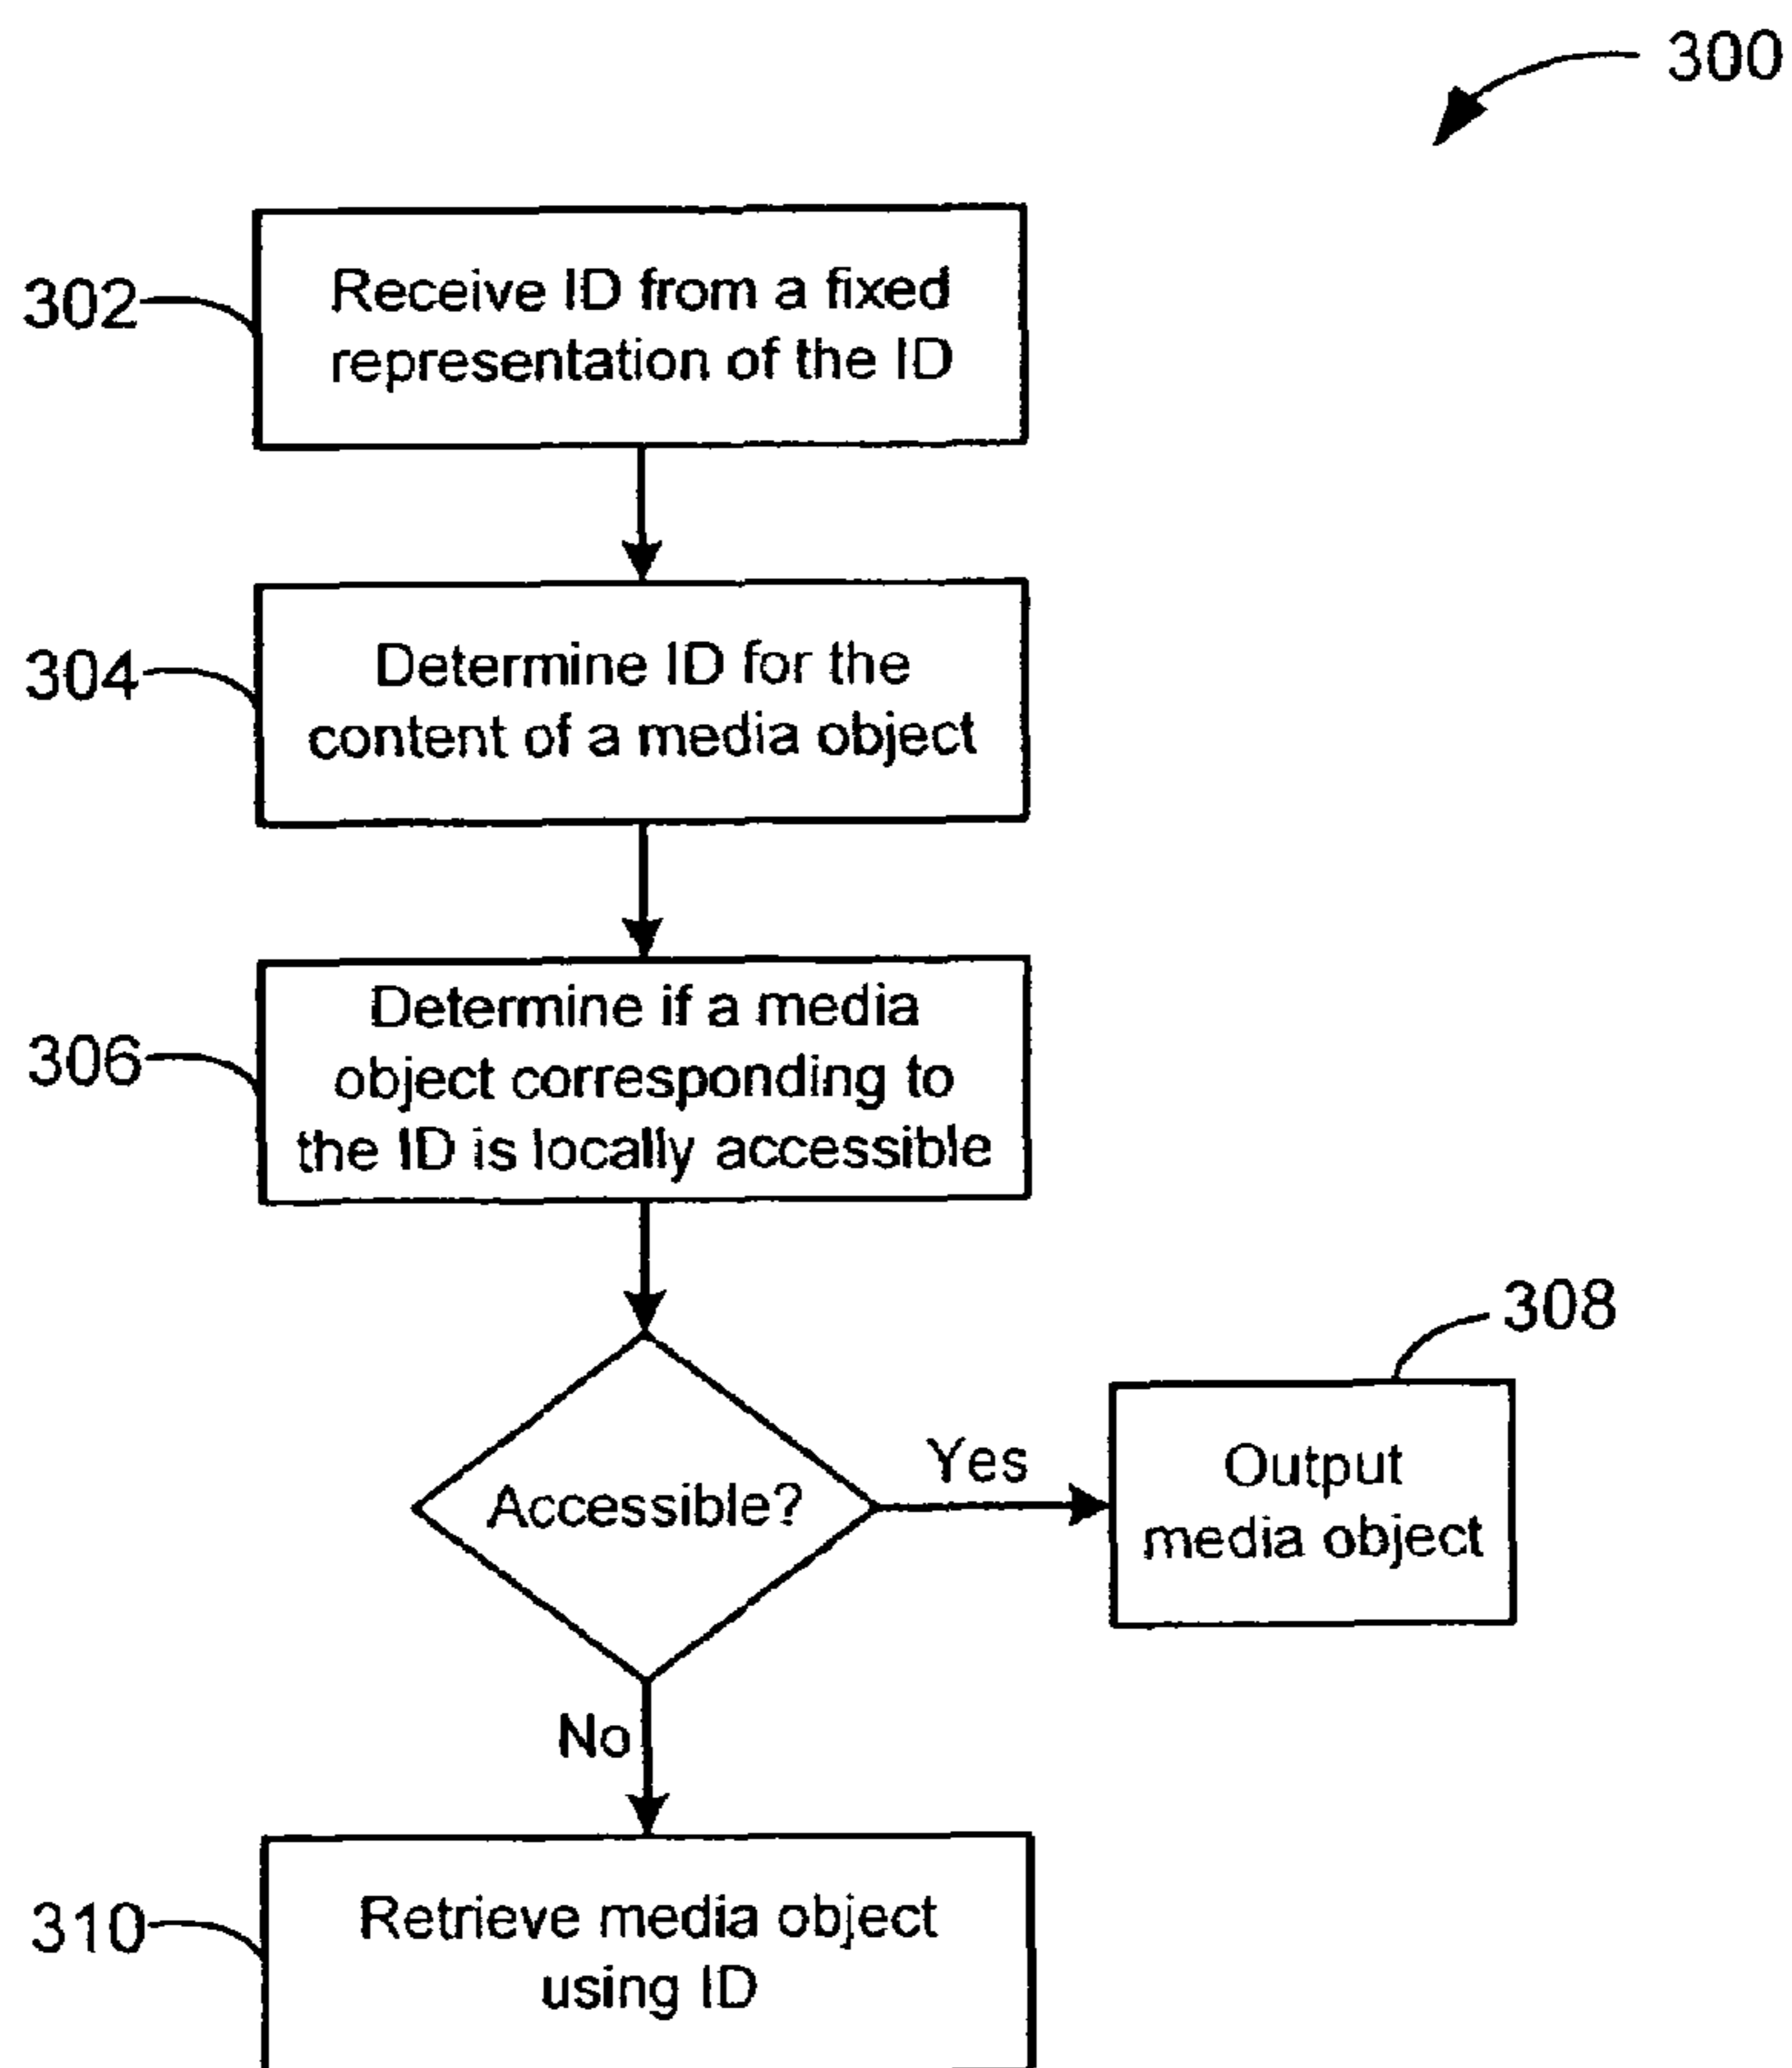 300
302
Receive ID from a fixed
representation of the ID
304
Determine ID for the
content of a media object
306
Determine if a media
object corresponding to
the ID is locally accessible
308
Accessible?
Yes
Output
media object
No
310
Retrieve media object
using ID